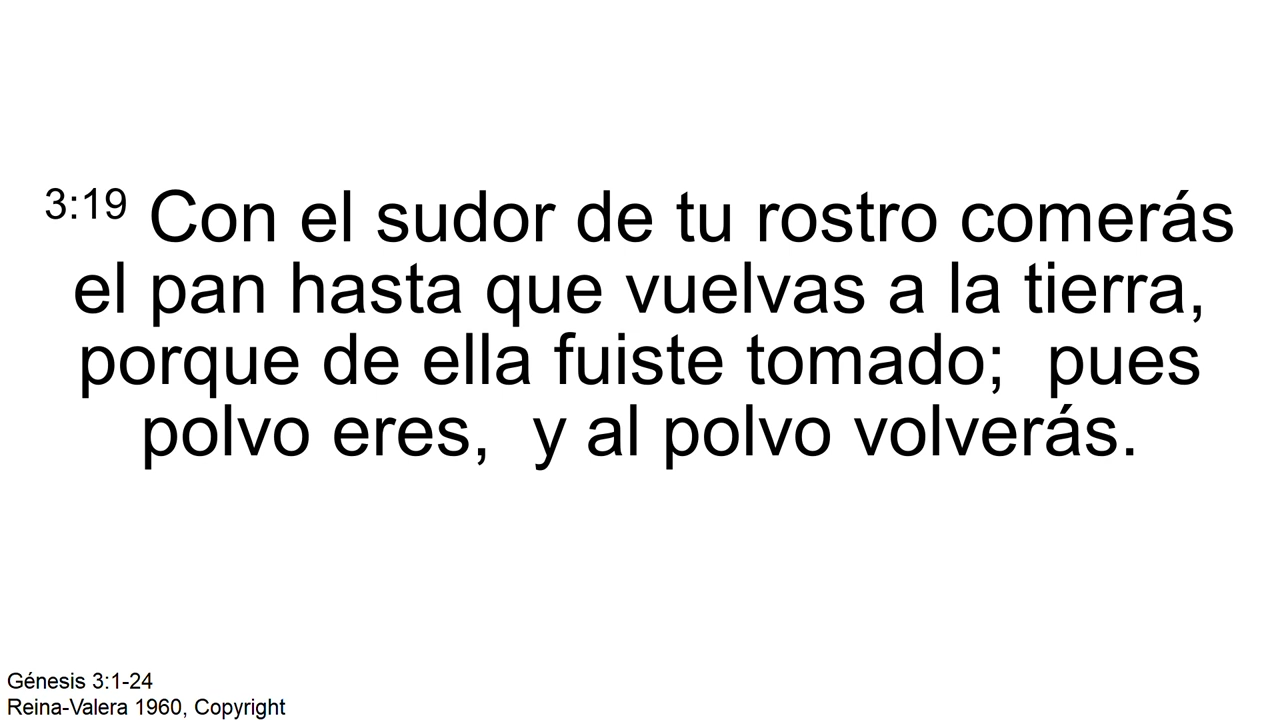 3:19 Con el sudor de tu rostro comerás
el pan hasta que vuelvas a la tierra,
porque de ella fuiste tomado;  pues
polvo eres,  y al polvo volverás.
Génesis 3:1-24
Reina-Valera 1960, Copyright